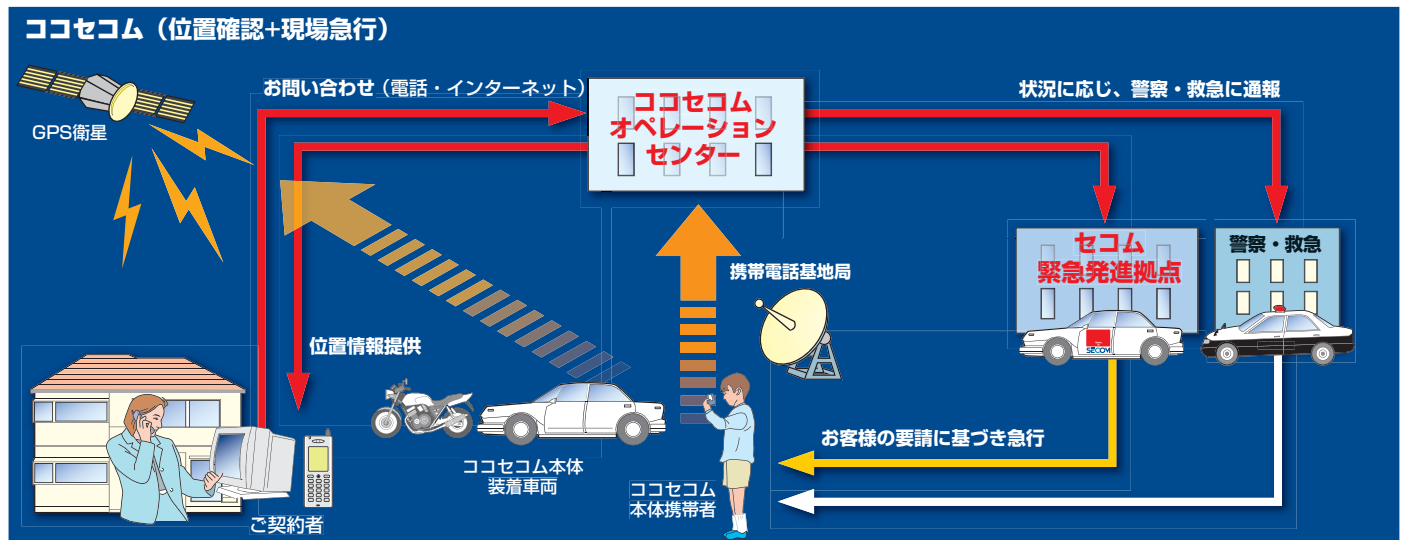 ココセコム（位置確認+現場急行）
GPS衛星
お問い合わせ（電話・インターネット）
ココセコム
オペレーション
センター
状況に応じ、警察・救急に通報
セコム
緊急発進拠点
警察・救急
携帯電話基地局
SECOM
位置情報提供
お客様の要請に基づき急行
ココセコム本体
装着車両
ココセコム
本体携帯者
ご契約者